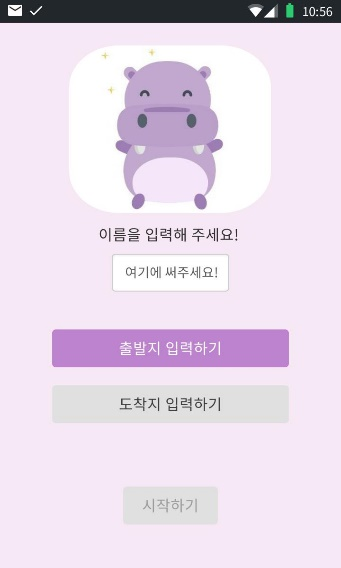 10:56
이름을 입력해 주세요!
여기에 써주세요!
출발지 입력하기
도착지 입력하기
시작하기